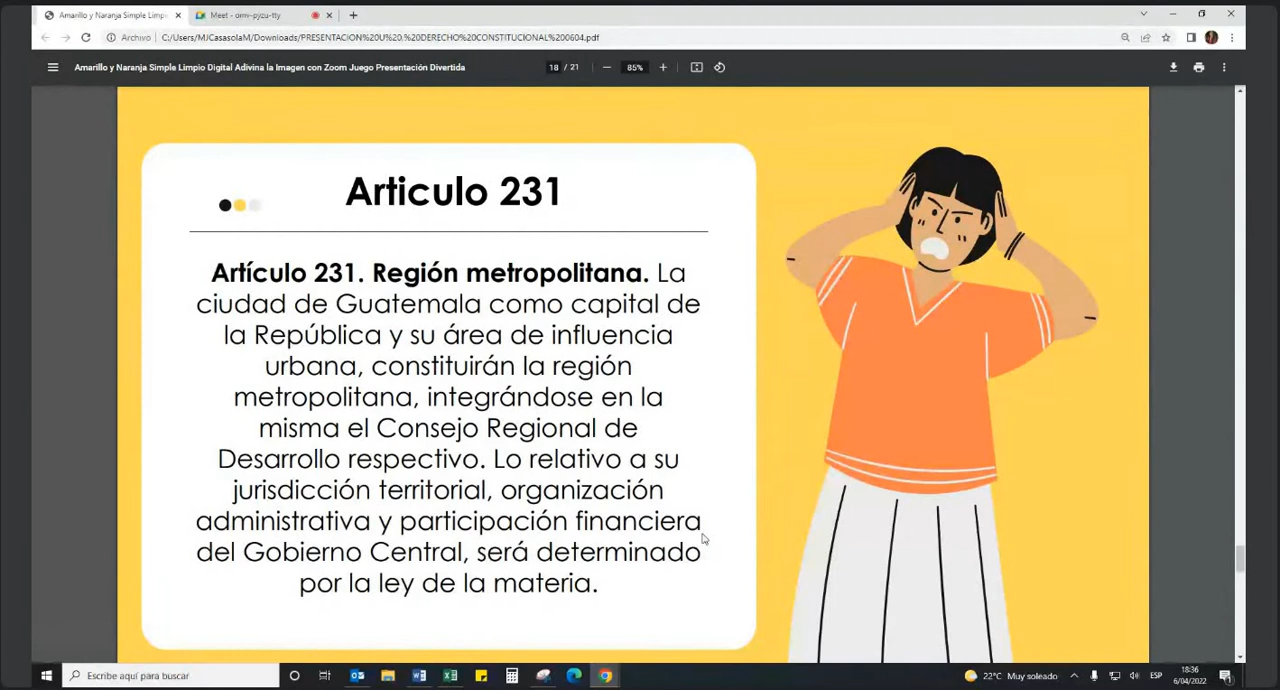 Amarillo y Naranja Simple Limp
Meet - oirv-pyzu-tty
Archivo
C:/Users/MJCasasolaM/Downloads/PRESENTACION%20U%20.%20DERECHO%20CONSTITUCIONAL%200604.pdf
Amarillo y Naranja Simple Limpio Digital Adivina la Imagen con Zoom Juego Presentación Divertida
18 / 21
85%
Articulo 231
Artículo 231. Región metropolitana. La
ciudad de Guatemala como capital de
la República y su área de influencia
urbana, constituirán la región
metropolitana, integrándose en la
misma el Consejo Regional de
Desarrollo respectivo. Lo relativo a su
jurisdicción territorial, organización
administrativa y participación financiera
del Gobierno Central, será determinado
por la ley de la materia.
Escribe aquí para buscar
22°C Muy soleado
ESP
18:36
6/04/2022